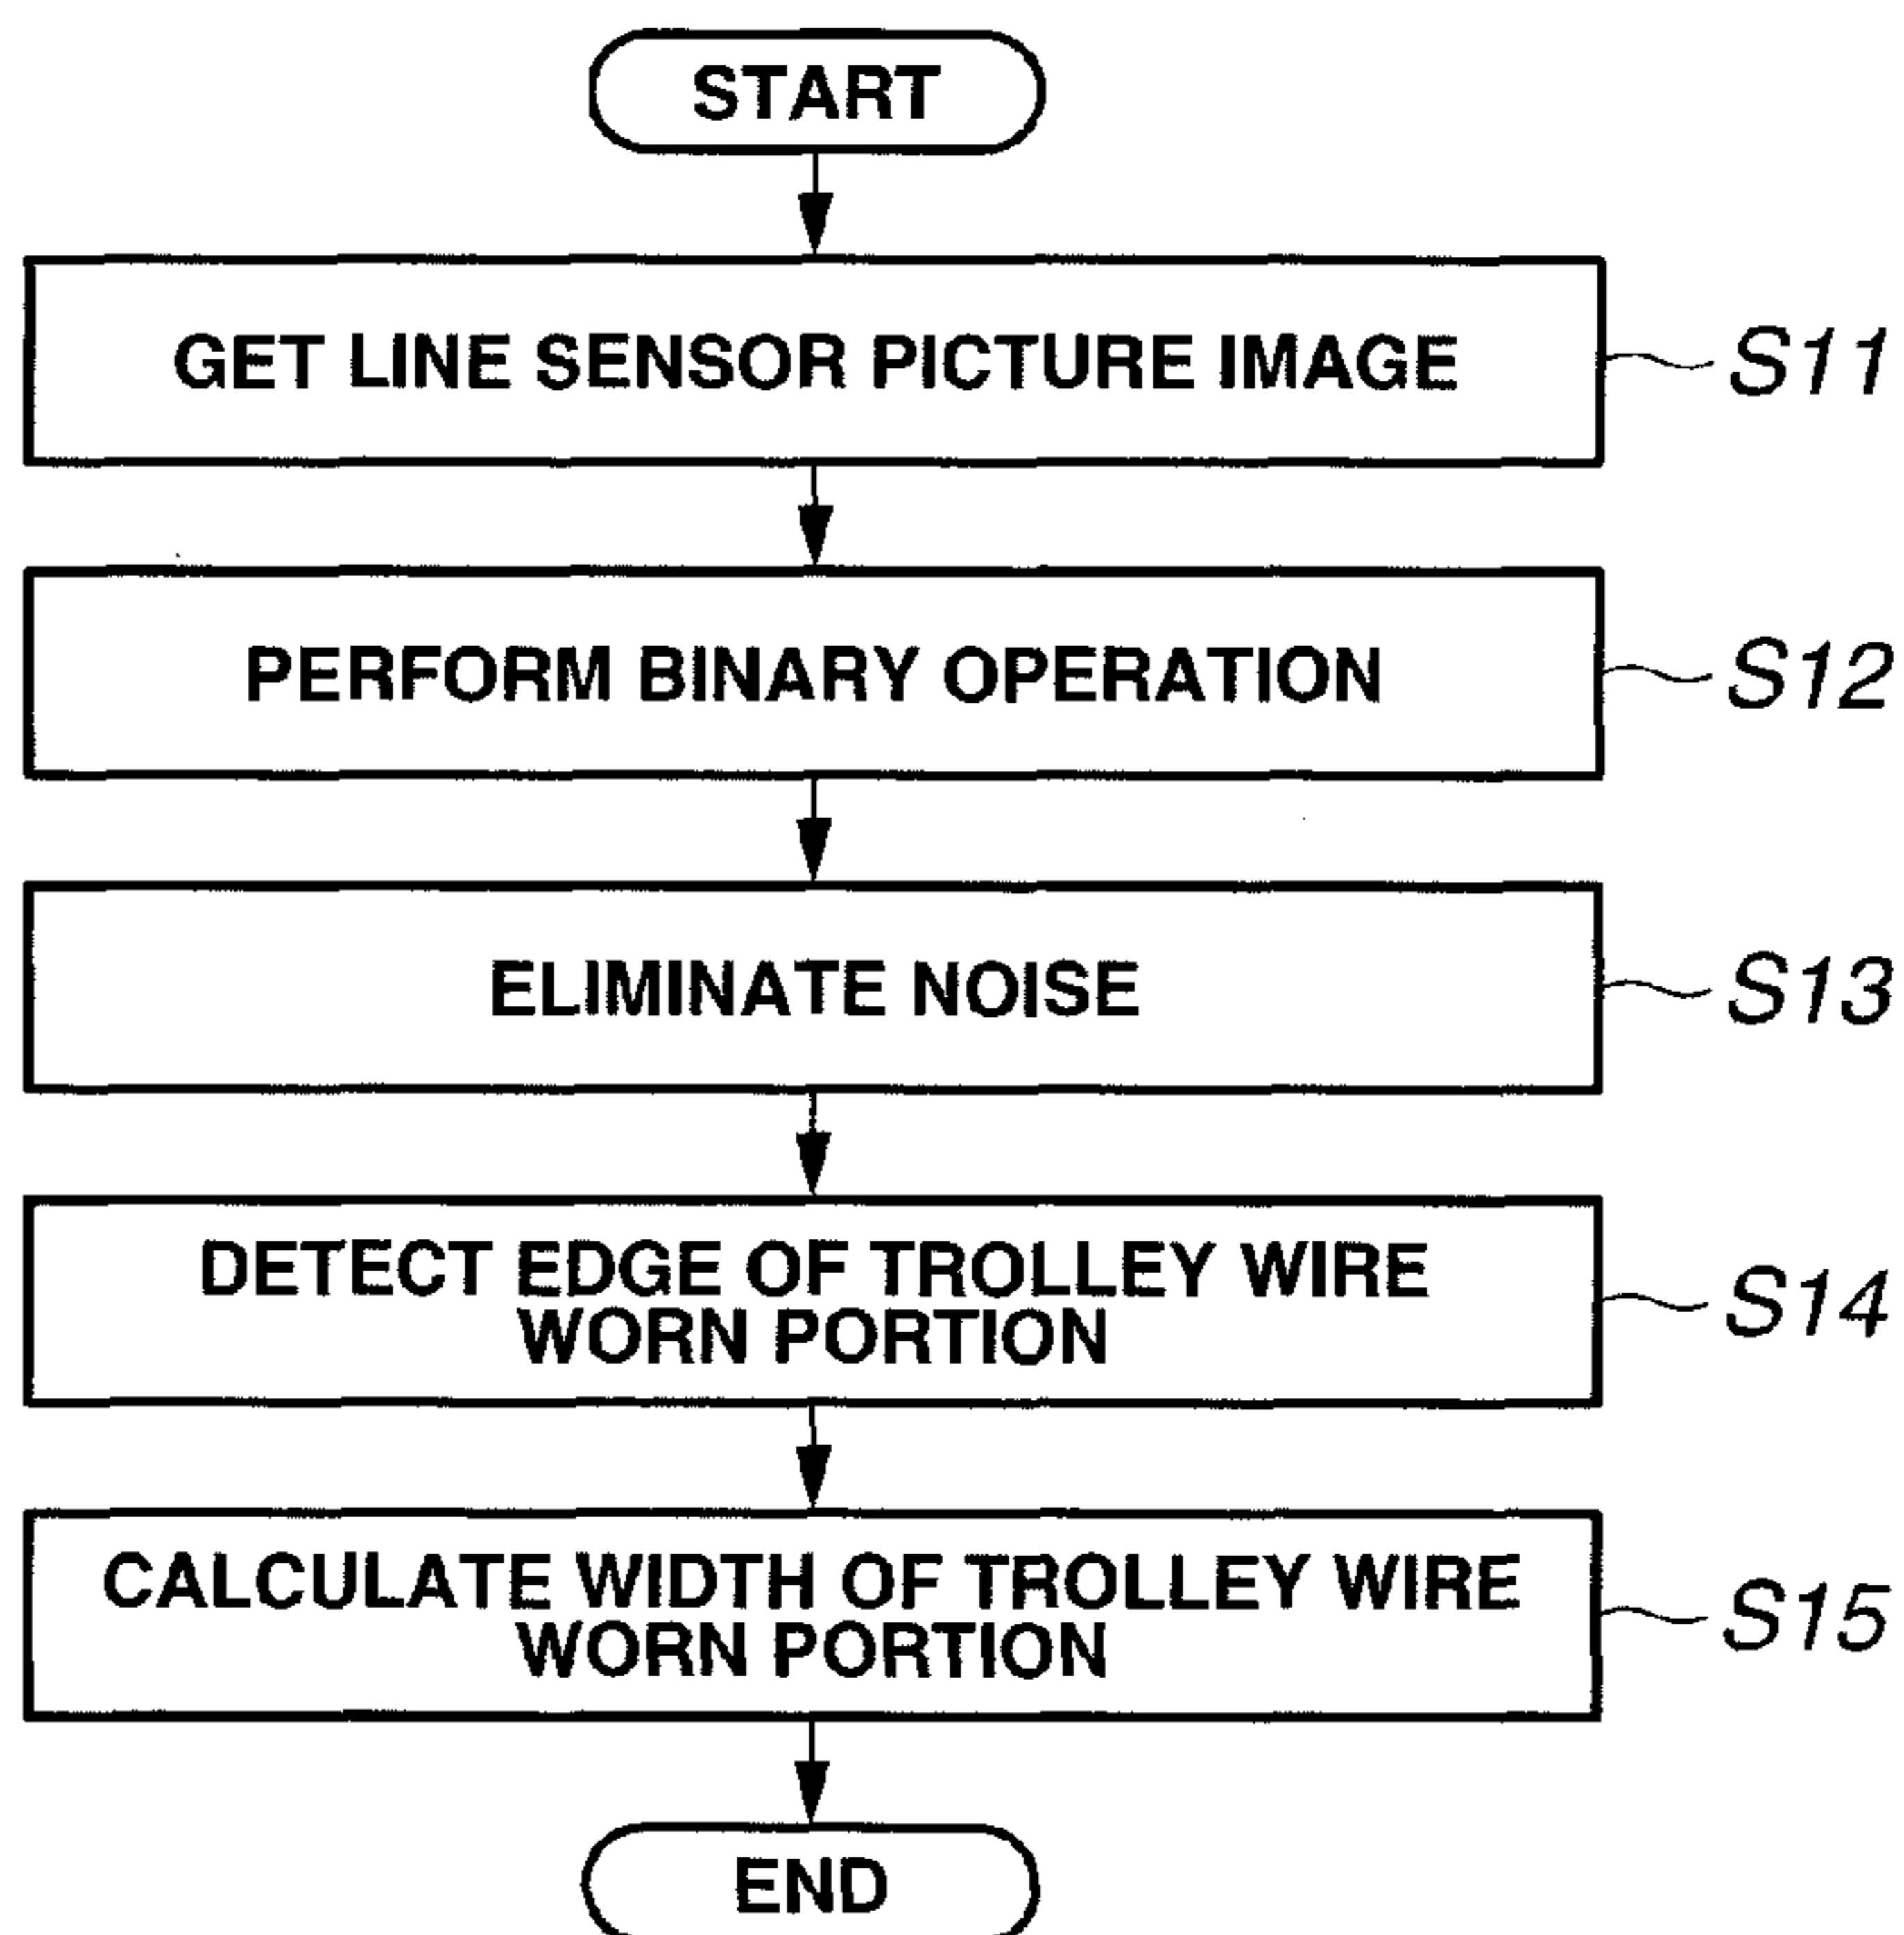 START
GET LINE SENSOR PICTURE IMAGE
S11
PERFORM BINARY OPERATION
S12
ELIMINATE NOISE
S13
DETECT EDGE OF TROLLEY WIRE
WORN PORTION
S14
CALCULATE WIDTH OF TROLLEY WIRE
WORN PORTION
S15
END